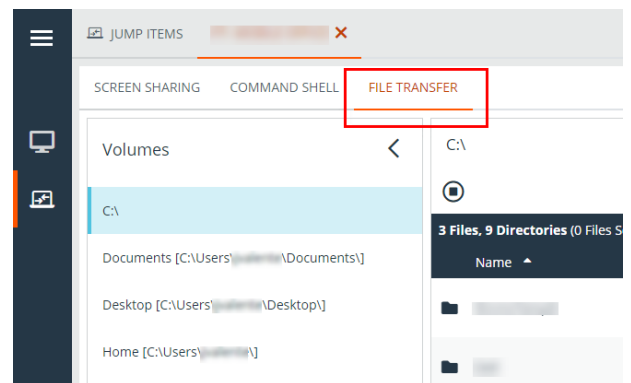 JUMP ITEMS
SCREEN SHARING COMMAND SHELL FILE TRANSFER
Volumes
C:\
Documents [C:\Users\ \Documents\]
Desktop [C:\Users\ \Desktop\]
Home [C:\Users\ \]
C:\
3 Files, 9 Directories (0 Files S
Name